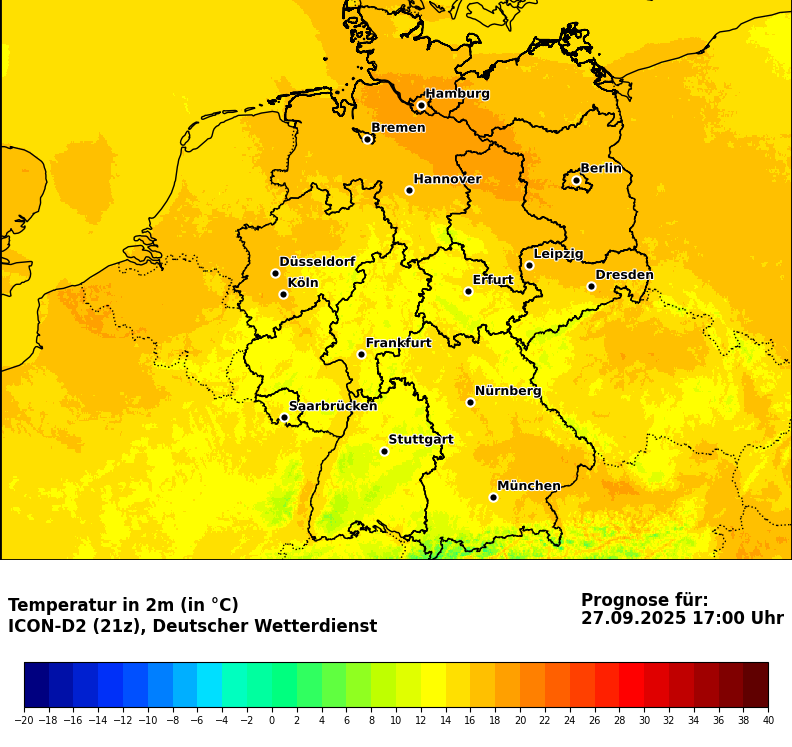 Hamburg
Bremen
Berlin
Hannover
Leipzig
Düsseldorf
Dresden
Köln
Erfurt
Frankfurt
Nürnberg
Saarbrücken
Stuttgart
München
Temperatur in 2m (in °C)
ICON-D2 (21z), Deutscher Wetterdienst
Prognose für:
27.09.2025 17:00 Uhr
−20 −18 −16 −14 −12 −10 −8 −6 −4 −2 0 2 4 6 8 10 12 14 16 18 20 22 24 26 28 30 32 34 36 38 40